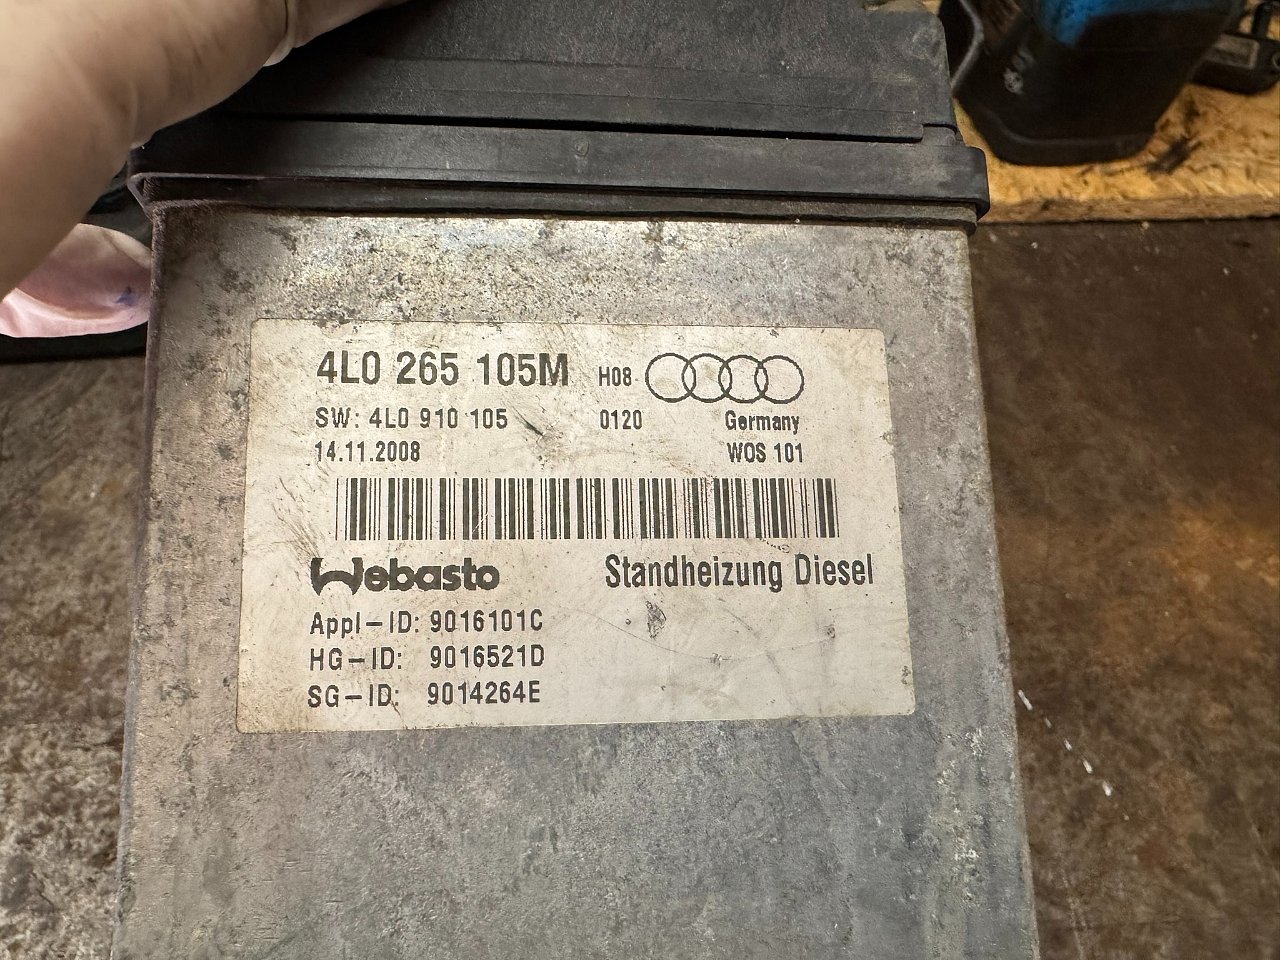 4L0 265 105M H08
SW: 4L0 910 105 0120 Germany
14.11.2008 WOS 101
Webasto Standheizung Diesel
Appl-ID: 9016101C
HG-ID: 9016521D
SG-ID: 9014264E